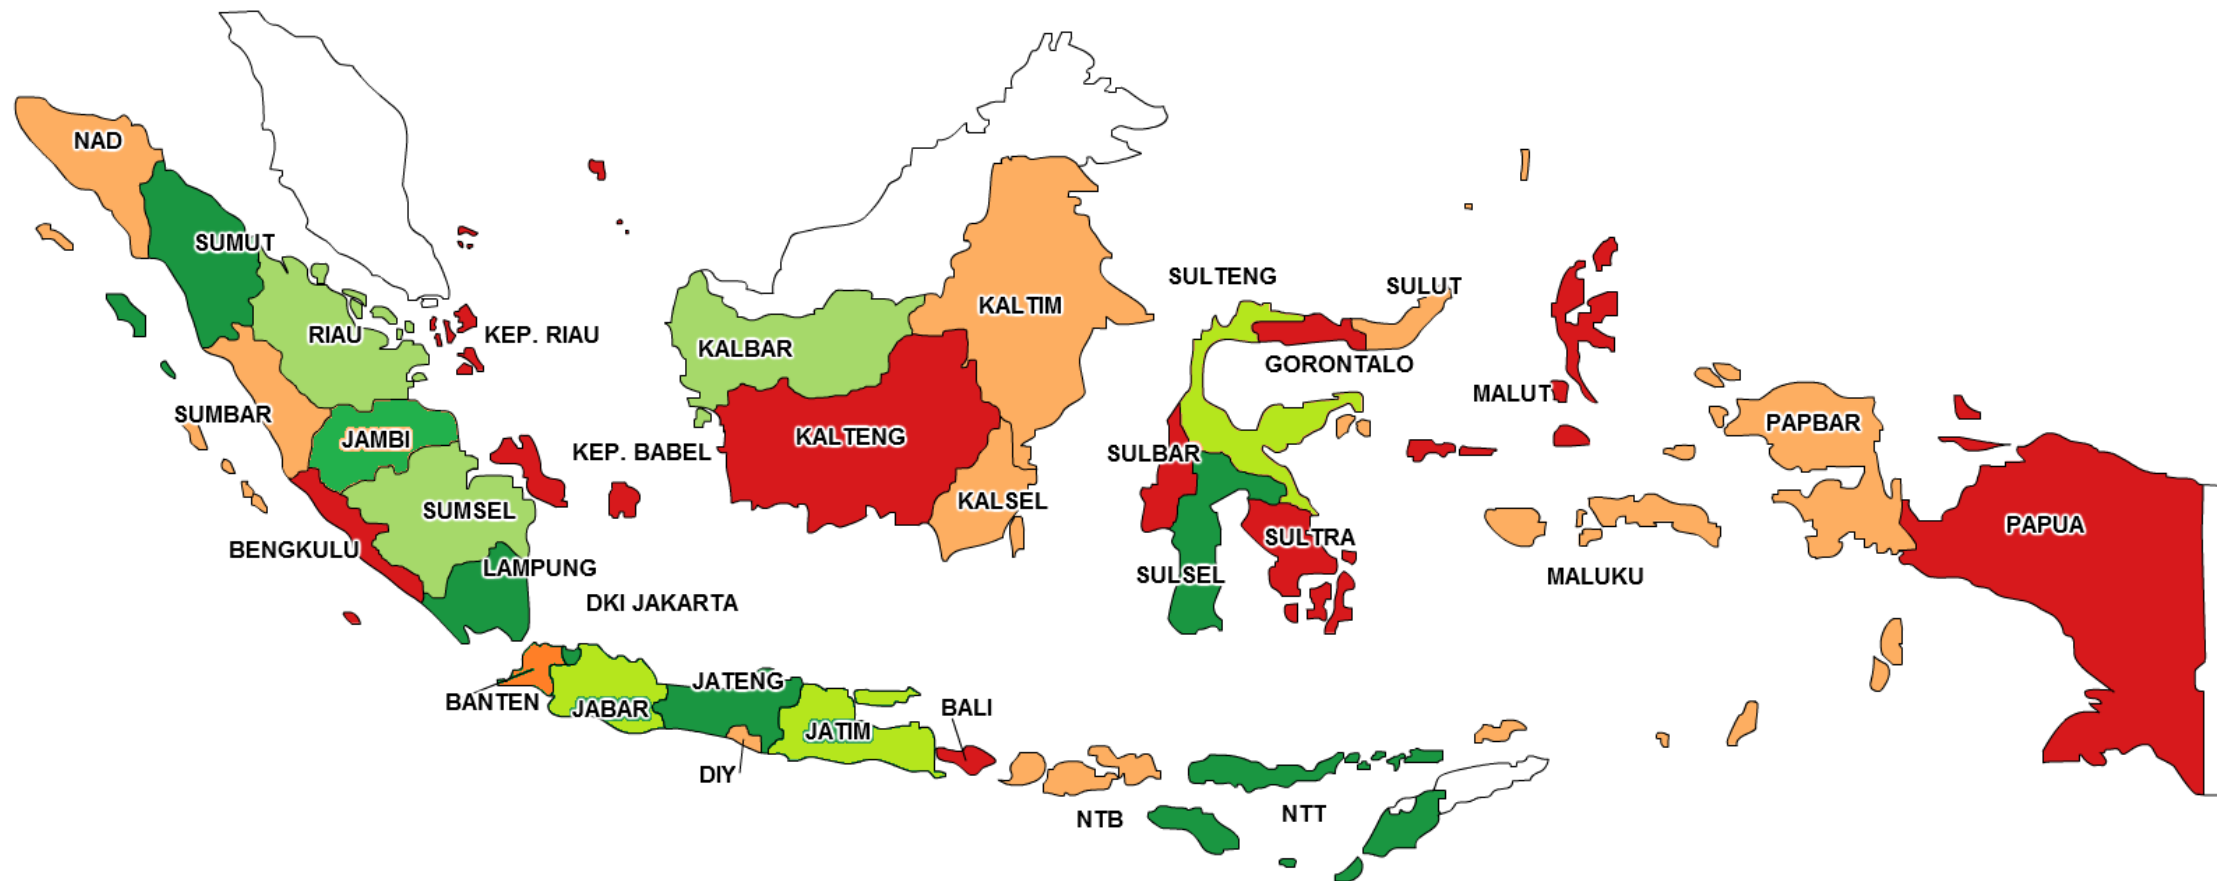 NAD
SUMUT
RIAU
KEP. RIAU
SUMBAR
JAMBI
KEP. BABEL
SUMSEL
BENGKULU
LAMPUNG
DKI JAKARTA
BANTEN
JABAR
JATENG
DIY
JATIM
BALI
NTB
NTT
KALBAR
KALTENG
KALTIM
KALSEL
SULTENG
SULUT
GORONTALO
SULBAR
SULSEL
SULTRA
MALUT
MALUKU
PAPBAR
PAPUA